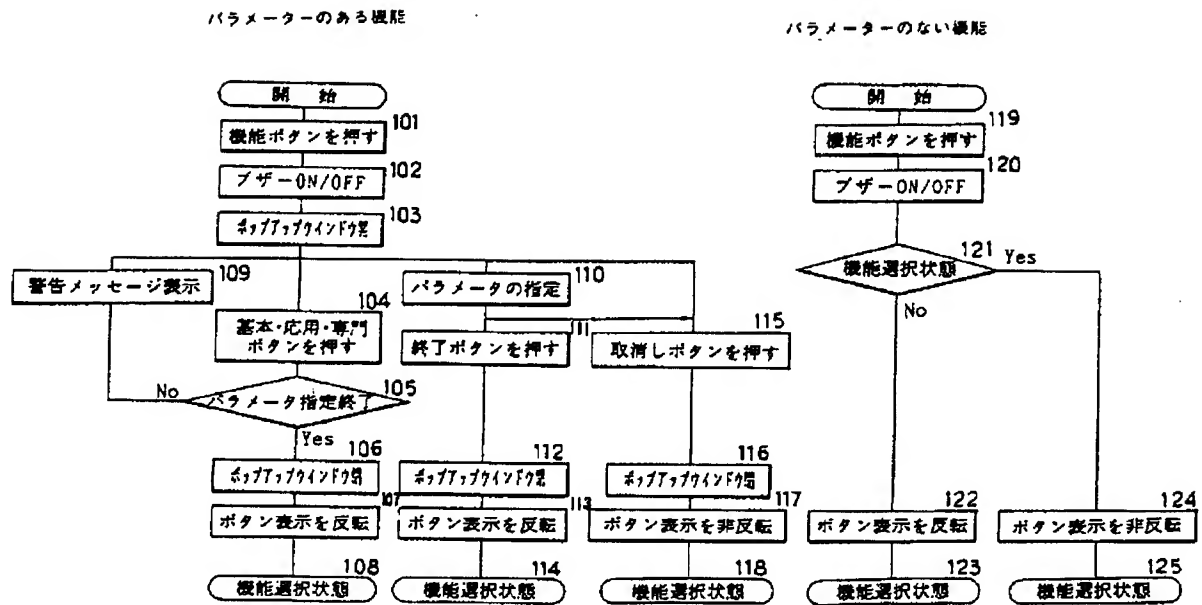 パラメーターのある機能
開 始
機能ボタンを押す
101
ブザーON/OFF
102
ポップアップウインドウ開
103
警告メッセージ表示
109
基本・応用・専門
ボタンを押す
104
パラメータ指定終了
105
No
Yes
ポップアップウインドウ閉
106
ボタン表示を反転
107
機能選択状態
108
パラメータの指定
110
終了ボタンを押す
111
ポップアップウインドウ閉
112
ボタン表示を反転
113
機能選択状態
114
取消しボタンを押す
115
ポップアップウインドウ閉
116
ボタン表示を非反転
117
機能選択状態
118
パラメーターのない機能
開 始
機能ボタンを押す
119
ブザーON/OFF
120
機能選択状態
121
Yes
No
ボタン表示を反転
122
機能選択状態
123
ボタン表示を非反転
124
機能選択状態
125